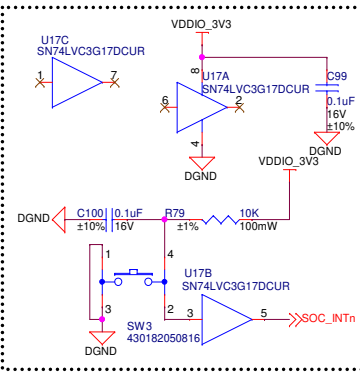 VDDIO_3V3
U17C
SN74LVC3G17DCUR
1
7
8
U17A
SN74LVC3G17DCUR
C99
0.1uF
16V
±10%
6
2
4
DGND
DGND
VDDIO_3V3
DGND
C100
0.1uF
R79
10K
±10%
16V
±1%
100mW
1
4
U17B
SN74LVC3G17DCUR
3
2
3
5
SOC_INTn
SW3
430182050816
DGND